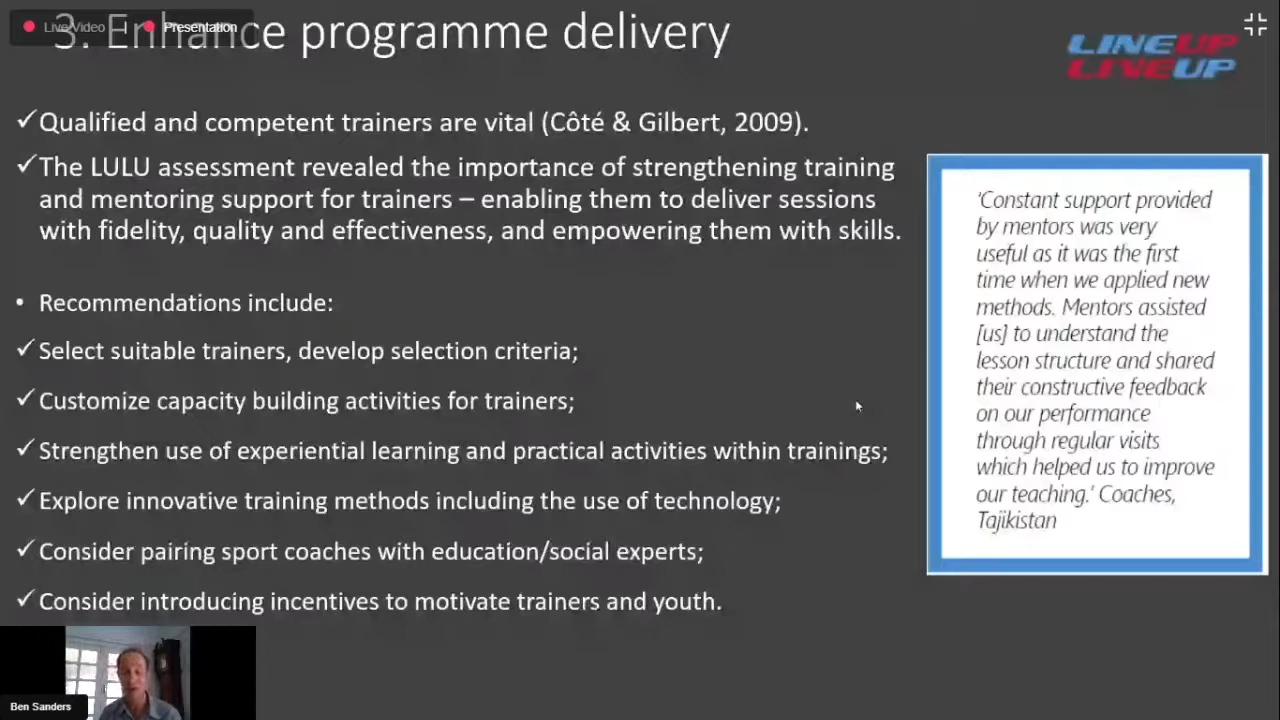 Live Video
Presentation
3. Enhance programme delivery
LINEUP
LIVEUP
✓Qualified and competent trainers are vital (Côté & Gilbert, 2009).
✓The LULU assessment revealed the importance of strengthening training
and mentoring support for trainers – enabling them to deliver sessions
with fidelity, quality and effectiveness, and empowering them with skills.
• Recommendations include:
✓Select suitable trainers, develop selection criteria;
✓Customize capacity building activities for trainers;
✓Strengthen use of experiential learning and practical activities within trainings;
✓Explore innovative training methods including the use of technology;
✓Consider pairing sport coaches with education/social experts;
✓Consider introducing incentives to motivate trainers and youth.
'Constant support provided
by mentors was very
useful as it was the first
time when we applied new
methods. Mentors assisted
[us] to understand the
lesson structure and shared
their constructive feedback
on our performance
through regular visits
which helped us to improve
our teaching.' Coaches,
Tajikistan
Ben Sanders